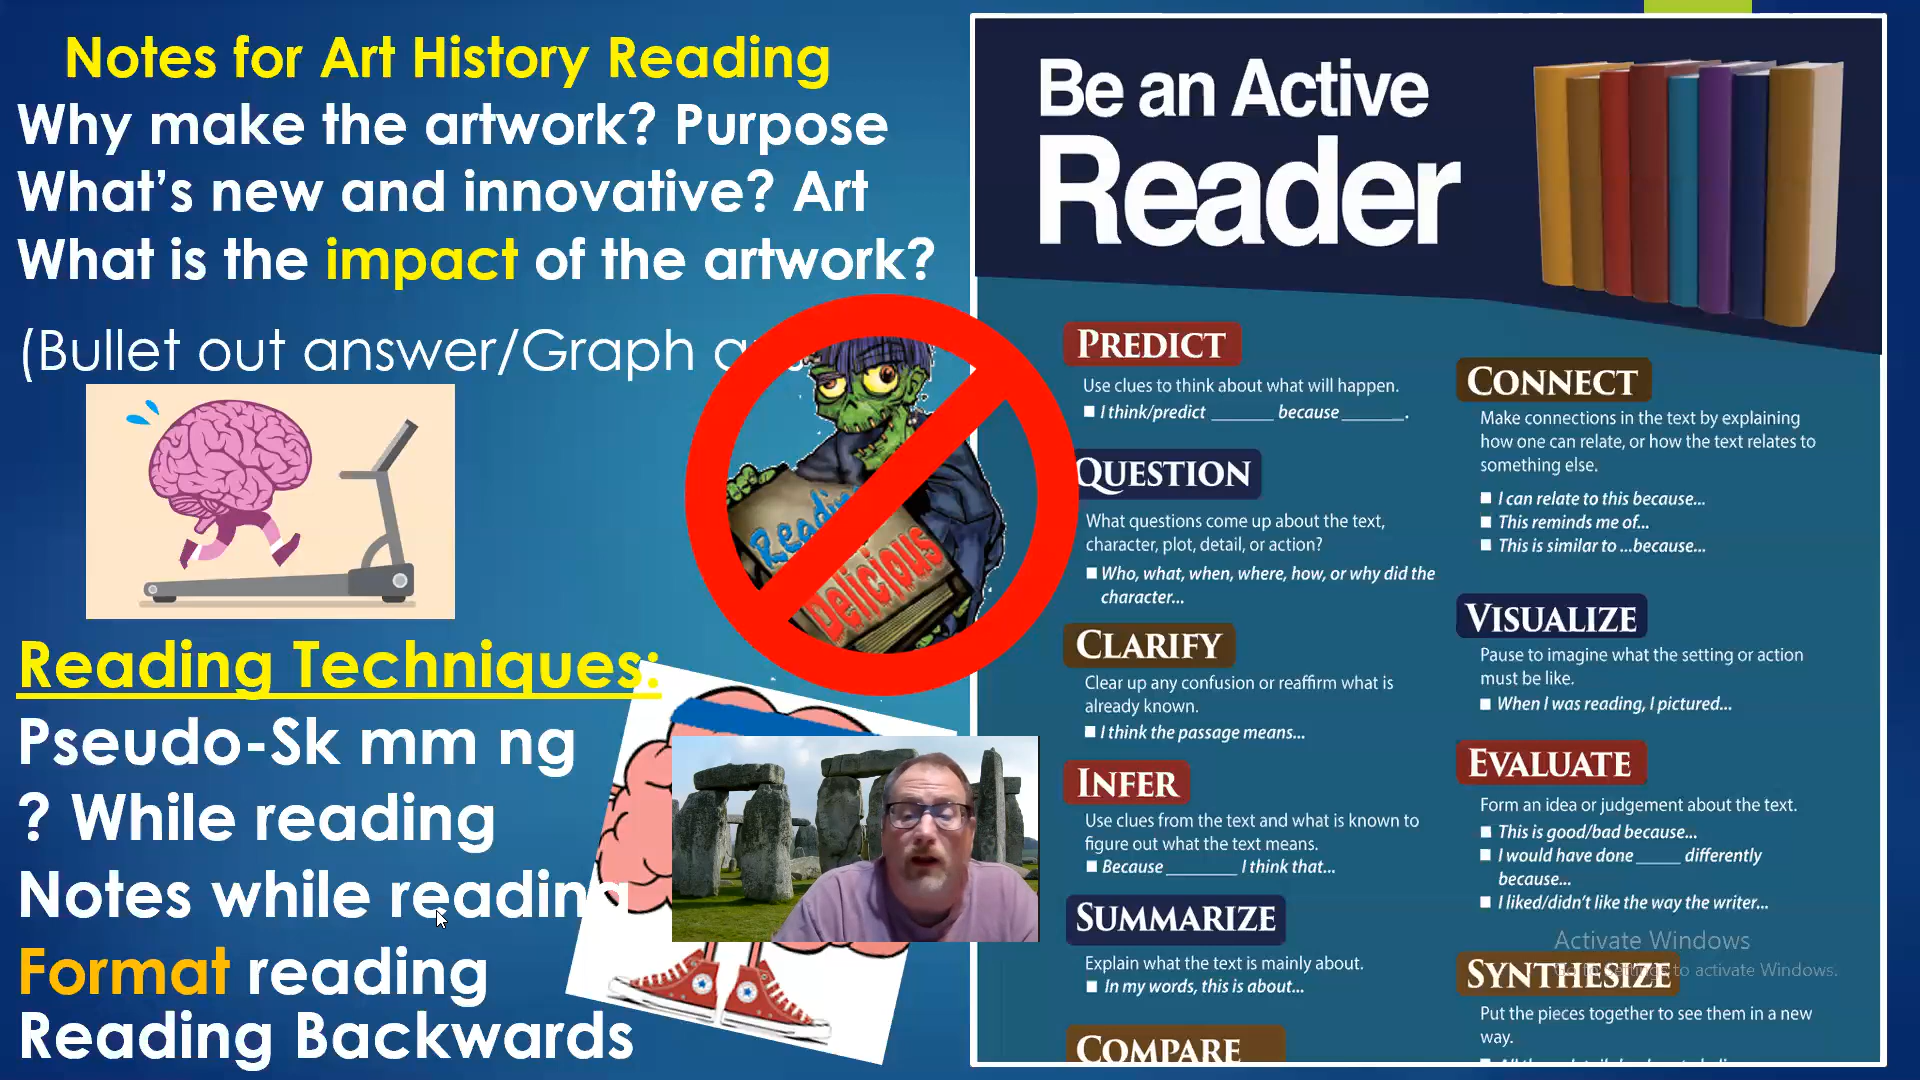 Notes for Art History Reading
Why make the artwork? Purpose
What's new and innovative? Art
What is the impact of the artwork?
(Bullet out answer/Graph
Reading
Delicious
Reading Techniques:
Pseudo-Sk mm ng
? While reading
Notes while reading
Format reading
Reading Backwards
Be an Active
Reader
PREDICT
Use clues to think about what will happen.
■ I think/predict ______ because ______.
QUESTION
What questions come up about the text,
character, plot, detail, or action?
■ Who, what, when, where, how, or why did the
character...
CLARIFY
Clear up any confusion or reaffirm what is
already known.
■ I think the passage means...
INFER
Use clues from the text and what is known to
figure out what the text means.
■ Because _______ I think that...
SUMMARIZE
Explain what the text is mainly about.
■ In my words, this is about...
COMPARE
CONNECT
Make connections in the text by explaining
how one can relate, or how the text relates to
something else.
■ I can relate to this because...
■ This reminds me of...
■ This is similar to ...because...
VISUALIZE
Pause to imagine what the setting or action
must be like.
■ When I was reading, I pictured...
EVALUATE
Form an idea or judgement about the text.
■ This is good/bad because...
■ I would have done _____ differently
because...
■ I liked/didn't like the way the writer...
Activate Windows
Go to Settings to activate Windows.
SYNTHESIZE
Put the pieces together to see them in a new
way.